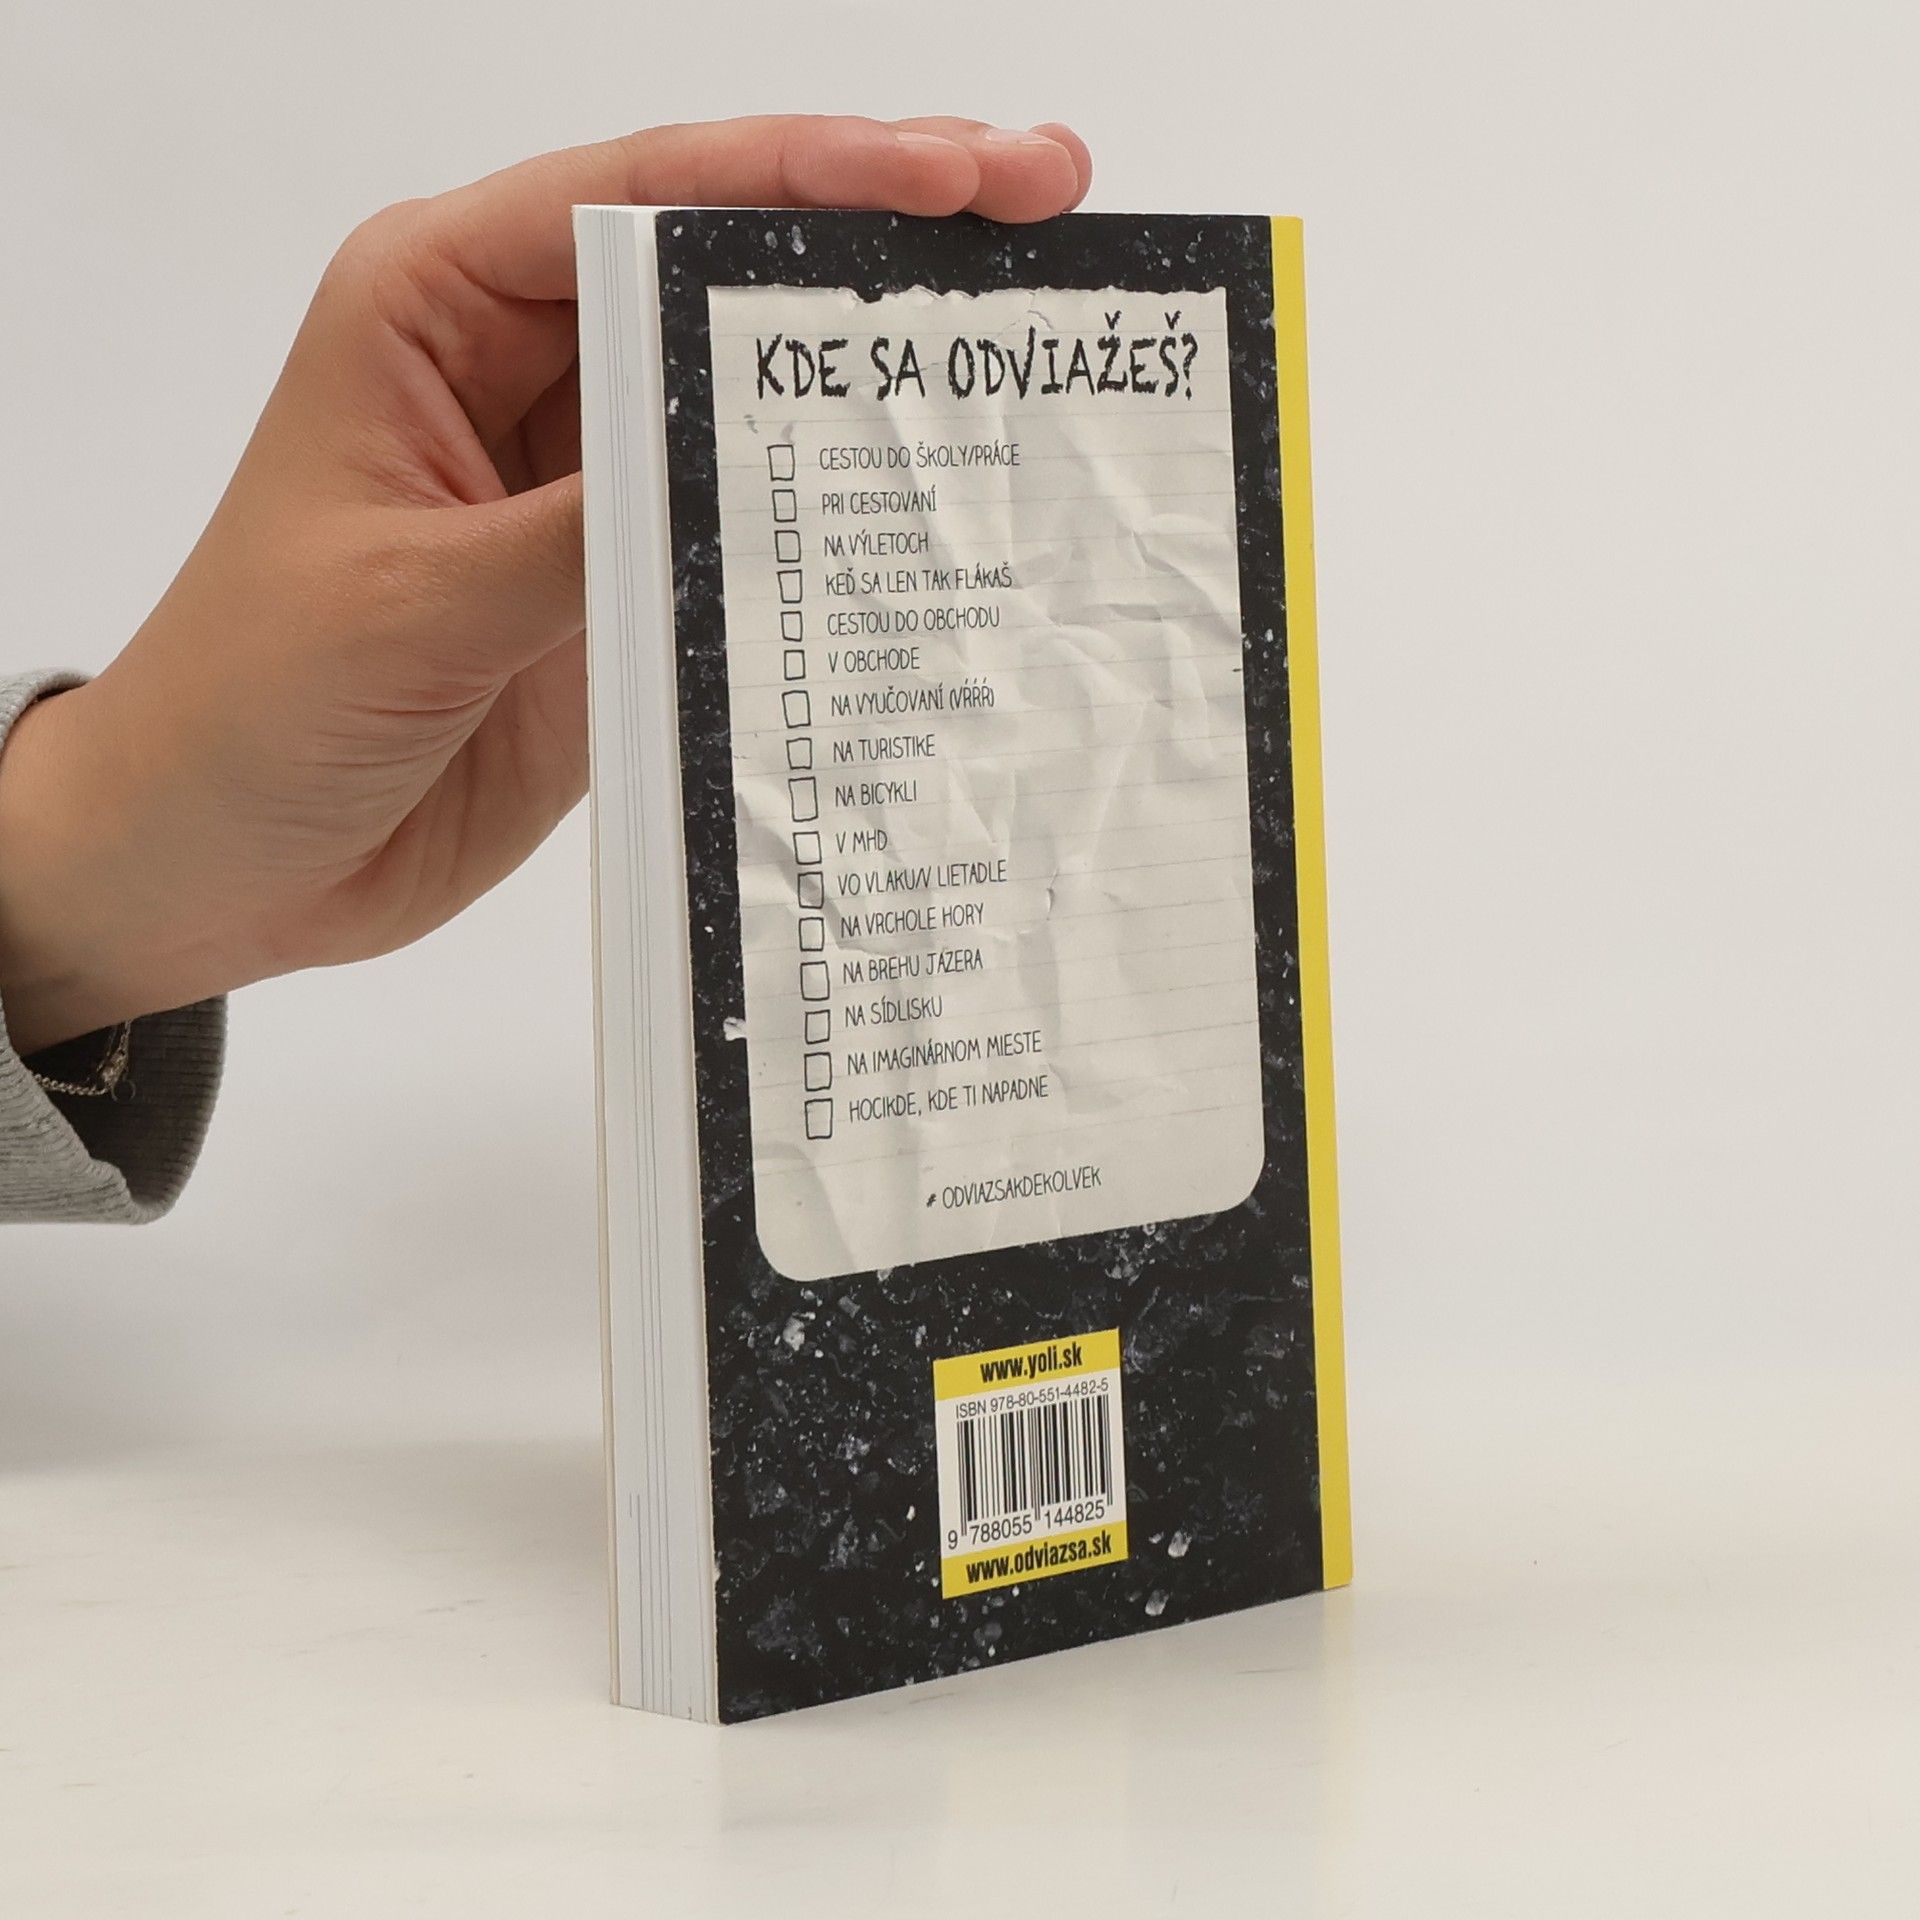 KDE SA ODVIAŽEŠ?
CESTOU DO ŠKOLY/PRÁCE
PRI CESTOVANÍ
NA VÝLETOCH
KEĎ SA LEN TAK FLÁKAŠ
CESTOU DO OBCHODU
V OBCHODE
NA VYUČOVANÍ (VŔŔŔ)
NA TURISTIKE
NA BICYKLI
V MHD
VO VLAKU/V LIETADLE
NA VRCHOLE HORY
NA BREHU JAZERA
NA SÍDLISKU
NA IMAGINÁRNOM MIESTE
HOCIKDE, KDE TI NAPADNE
# ODVIAZSAKDEKOLVEK
www.yoli.sk
ISBN 978-80-551-4482-5
9 788055 144825
www.odviazsa.sk